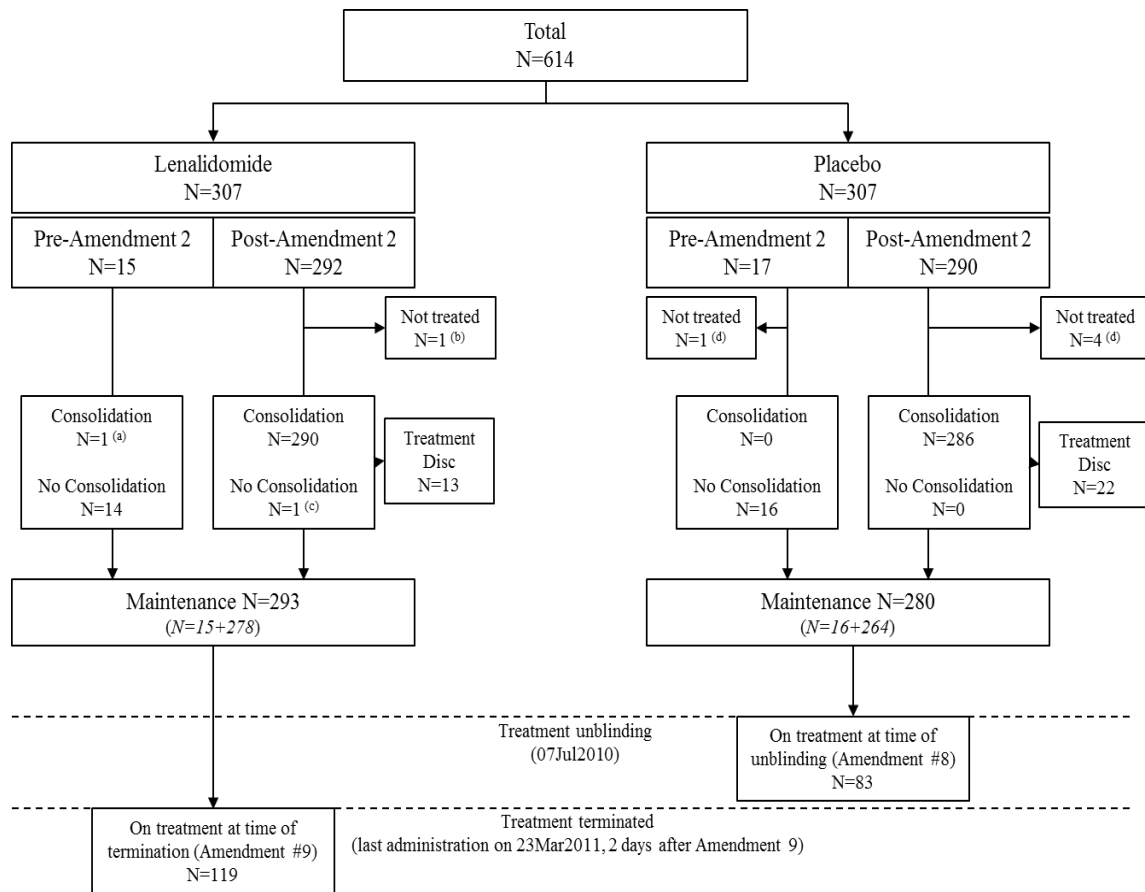 Total
N=614
Lenalidomide
N=307
Placebo
N=307
Pre-Amendment 2
N=15
Post-Amendment 2
N=292
Pre-Amendment 2
N=17
Post-Amendment 2
N=290
Not treated
N=1 (b)
Not treated
N=1 (d)
Not treated
N=4 (d)
Consolidation
N=1 (a)
No Consolidation
N=14
Consolidation
N=290
No Consolidation
N=1 (c)
Treatment
Disc
N=13
Consolidation
N=0
No Consolidation
N=16
Consolidation
N=286
No Consolidation
N=0
Treatment
Disc
N=22
Maintenance N=293
(N=15+278)
Maintenance N=280
(N=16+264)
Treatment unblinding
(07Jul2010)
On treatment at time of
unblinding (Amendment #8)
N=83
On treatment at time of
termination (Amendment #9)
N=119
Treatment terminated
(last administration on 23Mar2011, 2 days after Amendment 9)